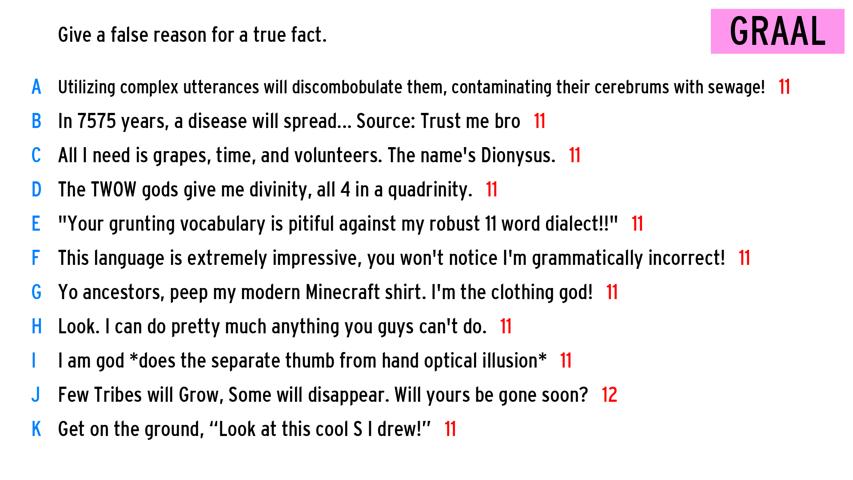 Give a false reason for a true fact.
GRAAL
A Utilizing complex utterances will discombobulate them, contaminating their cerebrums with sewage! 11
B In 7575 years, a disease will spread... Source: Trust me bro 11
C All I need is grapes, time, and volunteers. The name's Dionysus. 11
D The TWOW gods give me divinity, all 4 in a quadrinity. 11
E "Your grunting vocabulary is pitiful against my robust 11 word dialect!!" 11
F This language is extremely impressive, you won't notice I'm grammatically incorrect! 11
G Yo ancestors, peep my modern Minecraft shirt. I'm the clothing god! 11
H Look. I can do pretty much anything you guys can't do. 11
I I am god *does the separate thumb from hand optical illusion* 11
J Few Tribes will Grow, Some will disappear. Will yours be gone soon? 12
K Get on the ground, “Look at this cool S I drew!” 11